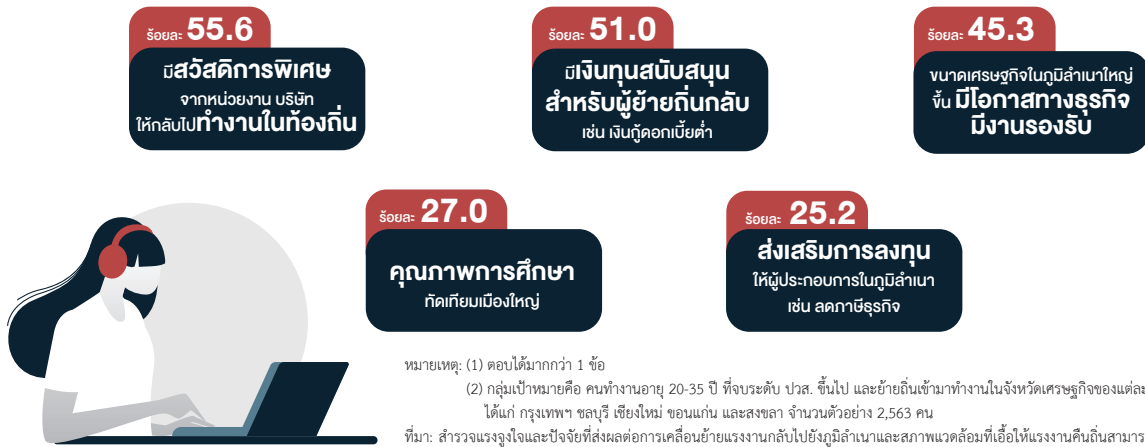 ร้อยละ 55.6
มีสวัสดิการพิเศษ
จากหน่วยงาน บริษัท
ให้กลับไปทำงานในท้องถิ่น
ร้อยละ 51.0
มีเงินทุนสนับสนุน
สำหรับผู้ย้ายถิ่นกลับ
เช่น เงินกู้ดอกเบี้ยต่ำ
ร้อยละ 45.3
ขนาดเศรษฐกิจในภูมิลำเนาใหญ่
ขึ้น มีโอกาสทางธุรกิจ
มีงานรองรับ
ร้อยละ 27.0
คุณภาพการศึกษา
ทัดเทียมเมืองใหญ่
ร้อยละ 25.2
ส่งเสริมการลงทุน
ให้ผู้ประกอบการในภูมิลำเนา
เช่น ลดภาษีธุรกิจ
หมายเหตุ: (1) ตอบได้มากกว่า 1 ข้อ
(2) กลุ่มเป้าหมายคือ คนทำงานอายุ 20-35 ปี ที่จบระดับ ปวส. ขึ้นไป และย้ายถิ่นเข้ามาทำงานในจังหวัดเศรษฐกิจของแต่ละ
ได้แก่ กรุงเทพฯ ชลบุรี เชียงใหม่ ขอนแก่น และสงขลา จำนวนตัวอย่าง 2,563 คน
ที่มา: สำรวจแรงจูงใจและปัจจัยที่ส่งผลต่อการเคลื่อนย้ายแรงงานกลับไปยังภูมิลำเนาและสภาพแวดล้อมที่เอื้อให้แรงงานคืนถิ่นสามาร